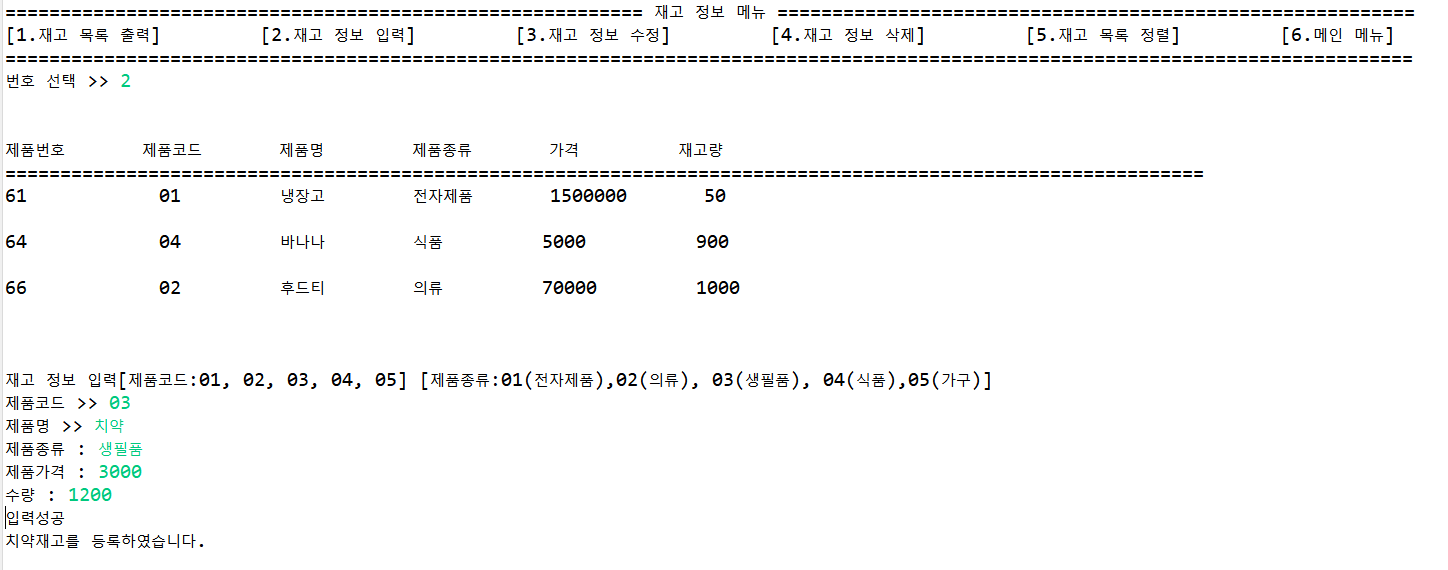 ========================================================== 재고 정보 메뉴 ==========================================================
[1.재고 목록 출력] [2.재고 정보 입력] [3.재고 정보 수정] [4.재고 정보 삭제] [5.재고 목록 정렬] [6.메인 메뉴]
================================================================================================================================
번호 선택 >> 2
제품번호 제품코드 제품명 제품종류 가격 재고량
=============================================================================================================
61 01 냉장고 전자제품 1500000 50
64 04 바나나 식품 5000 900
66 02 후드티 의류 70000 1000
재고 정보 입력[제품코드:01, 02, 03, 04, 05] [제품종류:01(전자제품),02(의류), 03(생필품), 04(식품),05(가구)]
제품코드 >> 03
제품명 >> 치약
제품종류 : 생필품
제품가격 : 3000
수량 : 1200
입력성공
치약재고를 등록하였습니다.